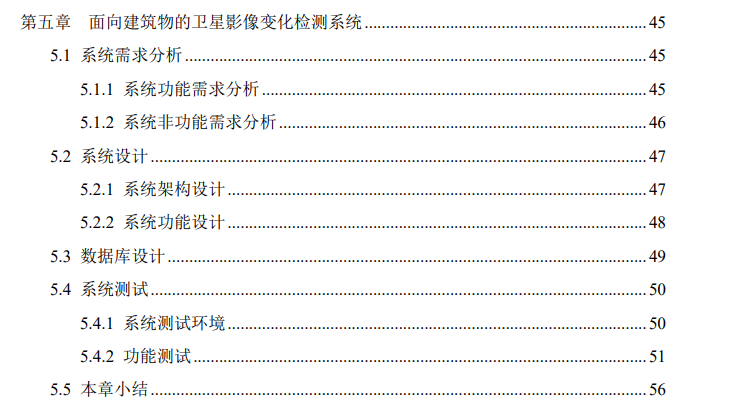 第五章 面向建筑物的卫星影像变化检测系统 45
5.1 系统需求分析 45
5.1.1 系统功能需求分析 45
5.1.2 系统非功能需求分析 46
5.2 系统设计 47
5.2.1 系统架构设计 47
5.2.2 系统功能设计 48
5.3 数据库设计 49
5.4 系统测试 50
5.4.1 系统测试环境 50
5.4.2 功能测试 51
5.5 本章小结 56